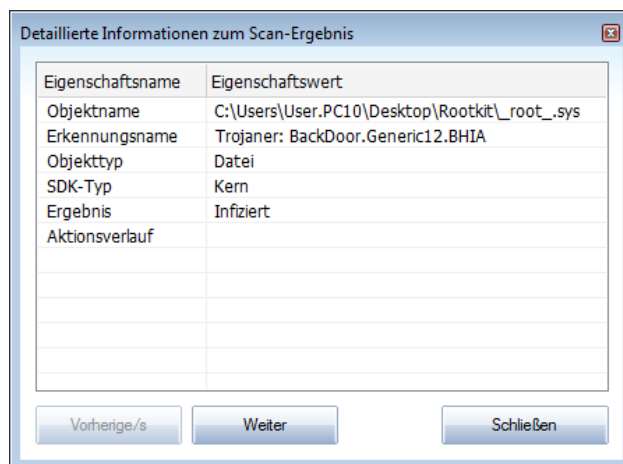 Detaillierte Informationen zum Scan-Ergebnis
Eigenschaftsname Eigenschaftswert
Objektname C:\Users\User.PC10\Desktop\Rootkit\_root_.sys
Erkennungsname Trojaner: BackDoor.Generic12.BHIA
Objekttyp Datei
SDK-Typ Kern
Ergebnis Infiziert
Aktionsverlauf
Vorherige/s Weiter Schließen